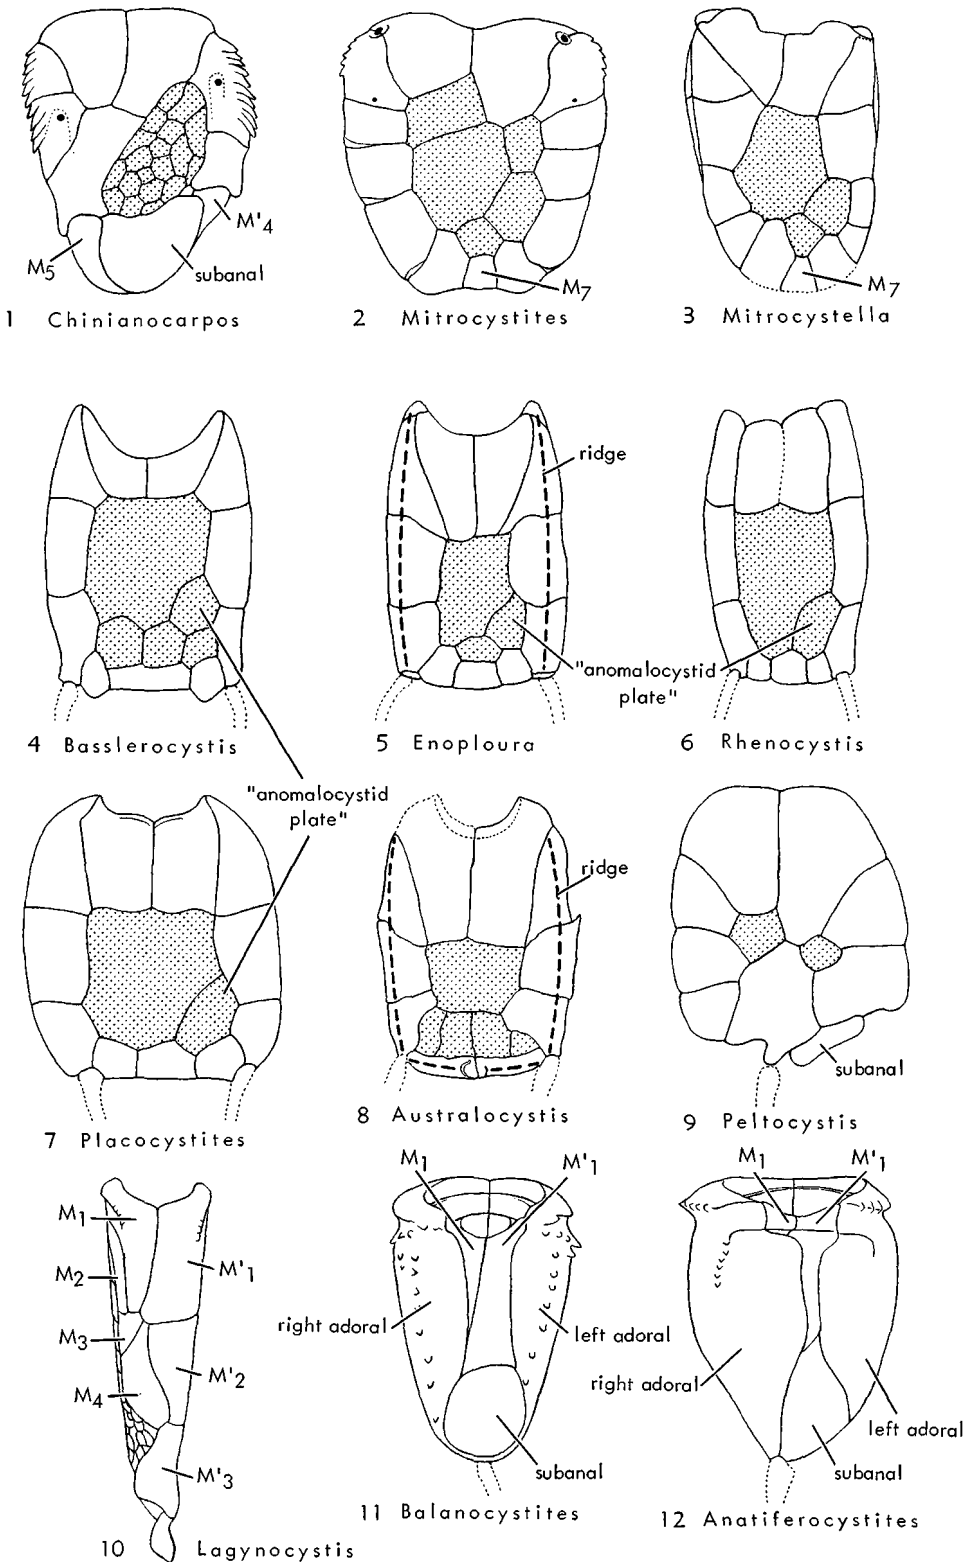 M'4
M5
subanal
M7
M7
1 Chinianocarpos
2 Mitrocystites
3 Mitrocystella
ridge
"anomalocystid
plate"
4 Basslerocystis
5 Enoploura
6 Rhenocystis
"anomalocystid
plate"
ridge
subanal
7 Placocystites
8 Australocystis
9 Peltocystis
M1
M2
M3
M4
M'1
M'2
M'3
M1
M'1
right adoral
left adoral
subanal
M1
M'1
right adoral
left adoral
subanal
10 Lagynocystis
11 Balanocystites
12 Anatiferocystites